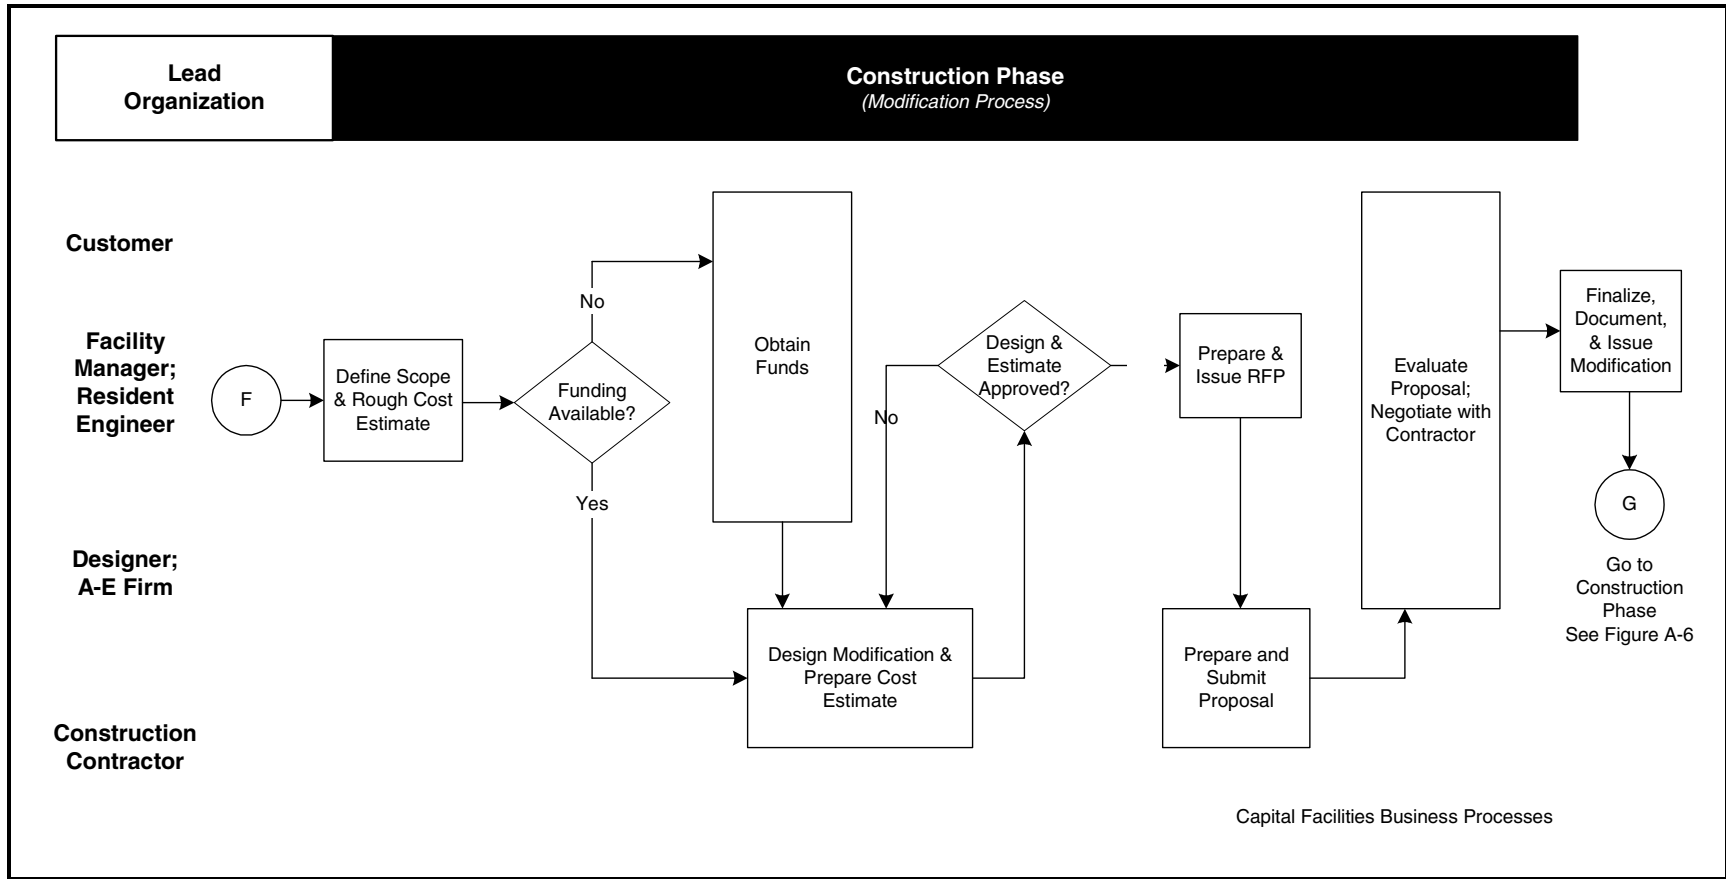 Lead
Organization
Construction Phase
(Modification Process)
Customer
Facility
Manager;
Resident
Engineer
Designer;
A-E Firm
Construction
Contractor
F
Define Scope
& Rough Cost
Estimate
Funding
Available?
No
Yes
Obtain
Funds
Design Modification &
Prepare Cost
Estimate
Design &
Estimate
Approved?
No
Prepare &
Issue RFP
Prepare and
Submit
Proposal
Evaluate
Proposal;
Negotiate with
Contractor
Finalize,
Document,
& Issue
Modification
G
Go to
Construction
Phase
See Figure A-6
Capital Facilities Business Processes